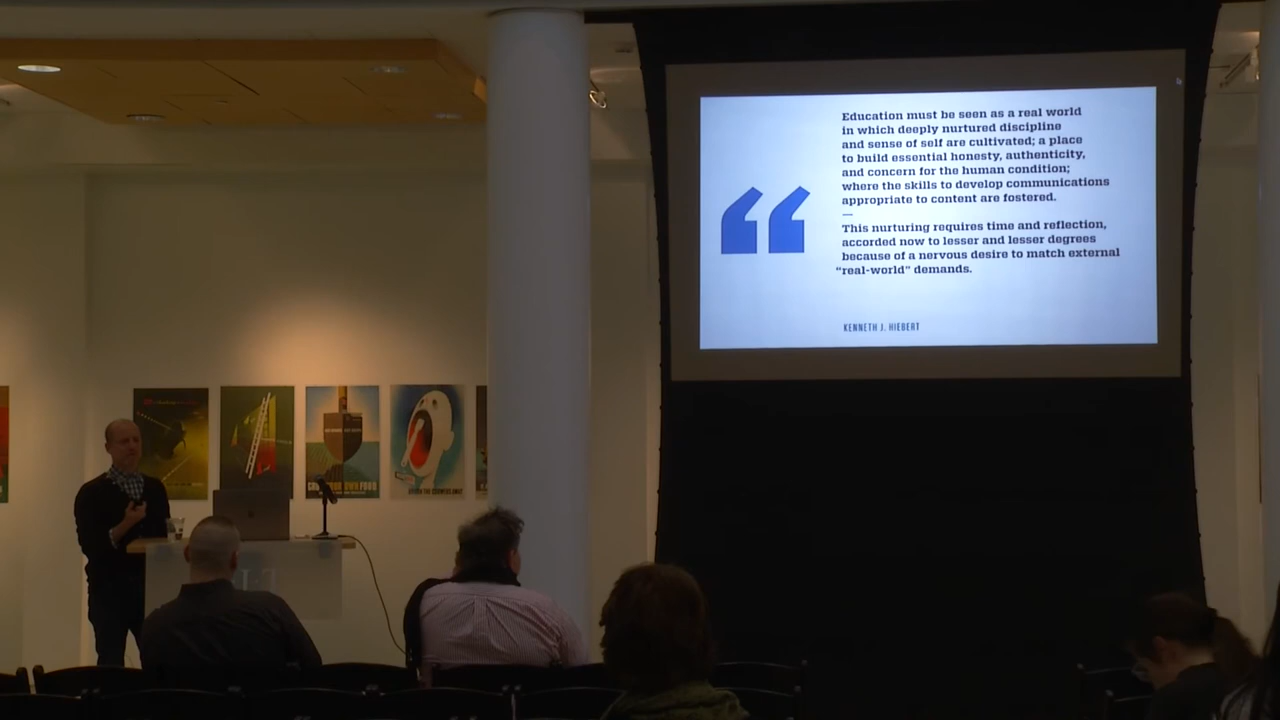 Education must be seen as a real world
in which deeply nurtured discipline
and sense of self are cultivated; a place
to build essential honesty, authenticity,
and concern for the human condition;
where the skills to develop communications
appropriate to content are fostered.
—
This nurturing requires time and reflection,
accorded now to lesser and lesser degrees
because of a nervous desire to match external
“real-world” demands.
KENNETH J. HIEBERT
OWN FOOD